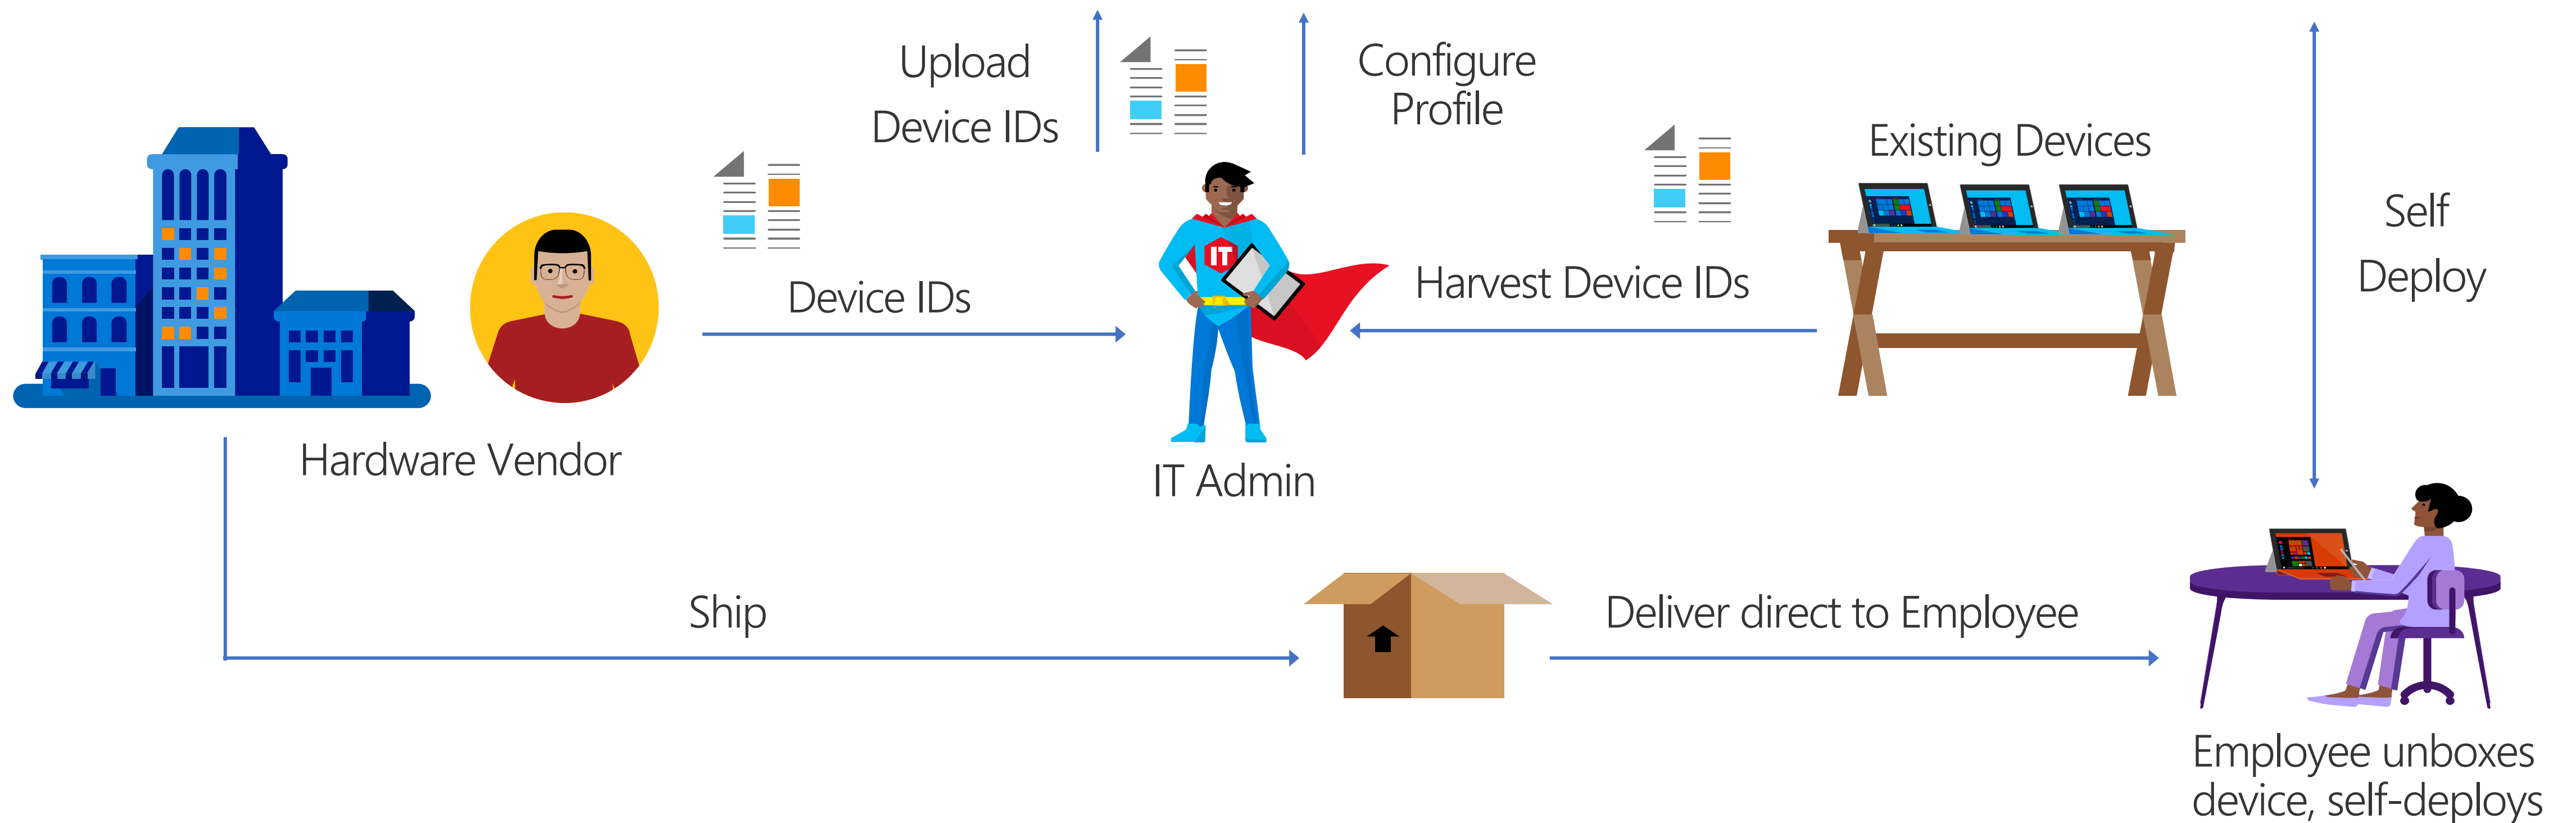 Upload
Device IDs
Configure
Profile
Existing Devices
Self
Deploy
Device IDs
IT
Harvest Device IDs
Hardware Vendor
IT Admin
Ship
Deliver direct to Employee
Employee unboxes
device, self-deploys